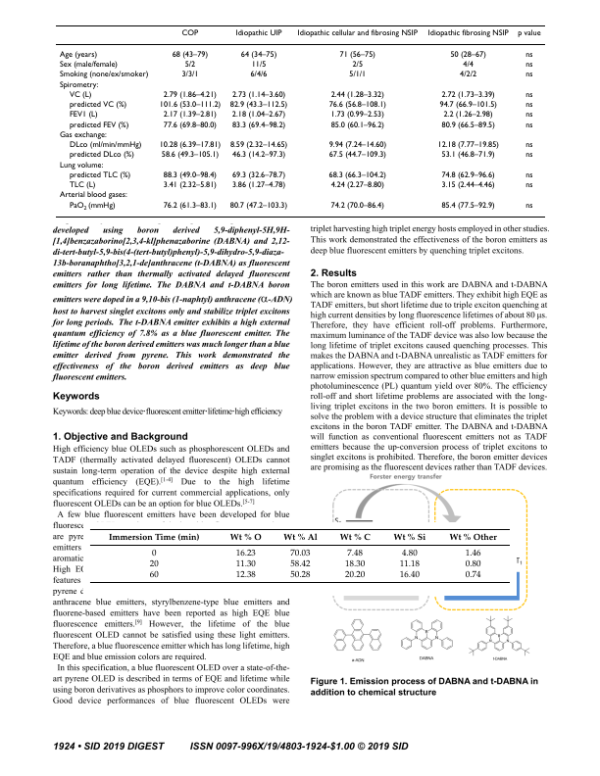 COP Idiopathic UIP Idiopathic cellular and fibrosing NSIP Idiopathic fibrosing NSIP p value
Age (years) 68 (43–79) 64 (34–75) 71 (56–75) 50 (28–67) ns
Sex (male/female) 5/2 11/5 2/5 4/4 ns
Smoking (none/ex/smoker) 3/3/1 6/4/6 5/1/1 4/2/2 ns
Spirometry:
VC (L) 2.79 (1.86–4.21) 2.73 (1.14–3.60) 2.44 (1.28–3.32) 2.72 (1.73–3.39) ns
predicted VC (%) 101.6 (53.0–111.2) 82.9 (43.3–112.5) 76.6 (56.8–108.1) 94.7 (66.9–101.5) ns
FEV1 (L) 2.17 (1.39–2.81) 2.18 (1.04–2.67) 1.73 (0.99–2.53) 2.2 (1.26–2.98) ns
predicted FEV (%) 77.6 (69.8–80.0) 83.3 (69.4–98.2) 85.0 (60.1–96.2) 80.9 (66.5–89.5) ns
Gas exchange:
DLco (ml/min/mmHg) 10.28 (6.39–17.81) 8.59 (2.32–14.65) 9.94 (7.24–14.60) 12.18 (7.77–19.85) ns
predicted DLco (%) 58.6 (49.3–105.1) 46.3 (14.2–97.3) 67.5 (44.7–109.3) 53.1 (46.8–71.9) ns
Lung volume:
predicted TLC (%) 88.3 (49.0–98.4) 69.3 (32.6–78.7) 68.3 (66.3–104.2) 74.8 (62.9–96.6) ns
TLC (L) 3.41 (2.32–5.81) 3.86 (1.27–4.78) 4.24 (2.27–8.80) 3.15 (2.44–4.46) ns
Arterial blood gases:
PaO2 (mmHg) 76.2 (61.3–83.1) 80.7 (47.2–103.3) 74.2 (70.0–86.4) 85.4 (77.5–92.9) ns
developed using boron derived 5,9-diphenyl-5H,9H-
[1,4]benzazaborino[2,3,4-kl]phenazaborine (DABNA) and 2,12-
di-tert-butyl-5,9-bis(4-(tert-butyl)phenyl)-5,9-dihydro-5,9-diaza-
13b-boranaphtho[3,2,1-de]anthracene (t-DABNA) as fluorescent
emitters rather than thermally activated delayed fluorescent
emitters for long lifetime. The DABNA and t-DABNA boron
emitters were doped in a 9,10-bis (1-naphtyl) anthracene (α-ADN)
host to harvest singlet excitons only and stabilize triplet excitons
for long periods. The t-DABNA emitter exhibits a high external
quantum efficiency of 7.8% as a blue fluorescent emitter. The
lifetime of the boron derived emitters was much longer than a blue
emitter derived from pyrene. This work demonstrated the
effectiveness of the boron derived emitters as deep blue
fluorescent emitters.
Keywords
Keywords: deep blue device·fluorescent emitter·lifetime·high efficiency
1. Objective and Background
High efficiency blue OLEDs such as phosphorescent OLEDs and
TADF (thermally activated delayed fluorescent) OLEDs cannot
sustain long-term operation of the device despite high external
quantum efficiency (EQE).[1-4] Due to the high lifetime
specifications required for current commercial applications, only
fluorescent OLEDs can be an option for blue OLEDs.[5-7]
A few blue fluorescent emitters have been developed for blue
fluoresc
are pyre
emitters
aromatic
High EQ
features
pyrene c
anthracene blue emitters, styrylbenzene-type blue emitters and
fluorene-based emitters have been reported as high EQE blue
fluorescence emitters.[9] However, the lifetime of the blue
fluorescent OLED cannot be satisfied using these light emitters.
Therefore, a blue fluorescence emitter which has long lifetime, high
EQE and blue emission colors are required.
In this specification, a blue fluorescent OLED over a state-of-the-
art pyrene OLED is described in terms of EQE and lifetime while
using boron derivatives as phosphors to improve color coordinates.
Good device performances of blue fluorescent OLEDs were
Immersion Time (min) Wt % O Wt % Al Wt % C Wt % Si Wt % Other
0 16.23 70.03 7.48 4.80 1.46
20 11.30 58.42 18.30 11.18 0.80
60 12.38 50.28 20.20 16.40 0.74
triplet harvesting high triplet energy hosts employed in other studies.
This work demonstrated the effectiveness of the boron emitters as
deep blue fluorescent emitters by quenching triplet excitons.
2. Results
The boron emitters used in this work are DABNA and t-DABNA
which are known as blue TADF emitters. They exhibit high EQE as
TADF emitters, but short lifetime due to triple exciton quenching at
high current densities by long fluorescence lifetimes of about 80 μs.
Therefore, they have efficient roll-off problems. Furthermore,
maximum luminance of the TADF device was also low because the
long lifetime of triplet excitons caused quenching processes. This
makes the DABNA and t-DABNA unrealistic as TADF emitters for
applications. However, they are attractive as blue emitters due to
narrow emission spectrum compared to other blue emitters and high
photoluminescence (PL) quantum yield over 80%. The efficiency
roll-off and short lifetime problems are associated with the long-
living triplet excitons in the two boron emitters. It is possible to
solve the problem with a device structure that eliminates the triplet
excitons in the boron TADF emitter. The DABNA and t-DABNA
will function as conventional fluorescent emitters not as TADF
emitters because the up-conversion process of triplet excitons to
singlet excitons is prohibited. Therefore, the boron emitter devices
are promising as the fluorescent devices rather than TADF devices.
Forster energy transfer
T1
α-ADN DABNA t-DABNA
Figure 1. Emission process of DABNA and t-DABNA in
addition to chemical structure
1924 • SID 2019 DIGEST ISSN 0097-996X/19/4803-1924-$1.00 © 2019 SID